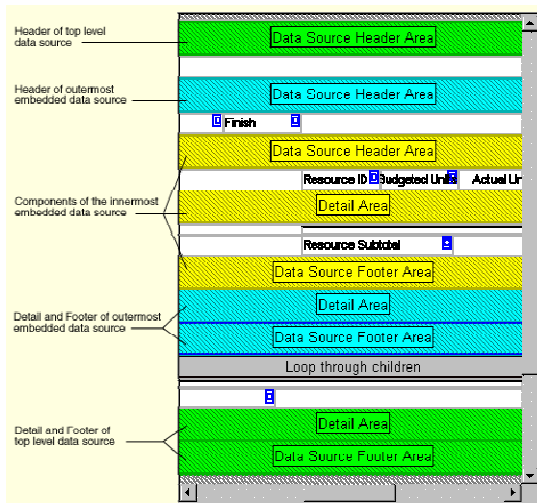 Header of top level
data source
Data Source Header Area
Header of outermost
embedded data source
Data Source Header Area
Finish
Data Source Header Area
Resource ID Budgeted Units Actual Un
Components of the innermost
embedded data source
Detail Area
Resource Subtotal
Data Source Footer Area
Detail and Footer of outermost
embedded data source
Detail Area
Data Source Footer Area
Loop through children
Detail and Footer of
top level data source
Detail Area
Data Source Footer Area